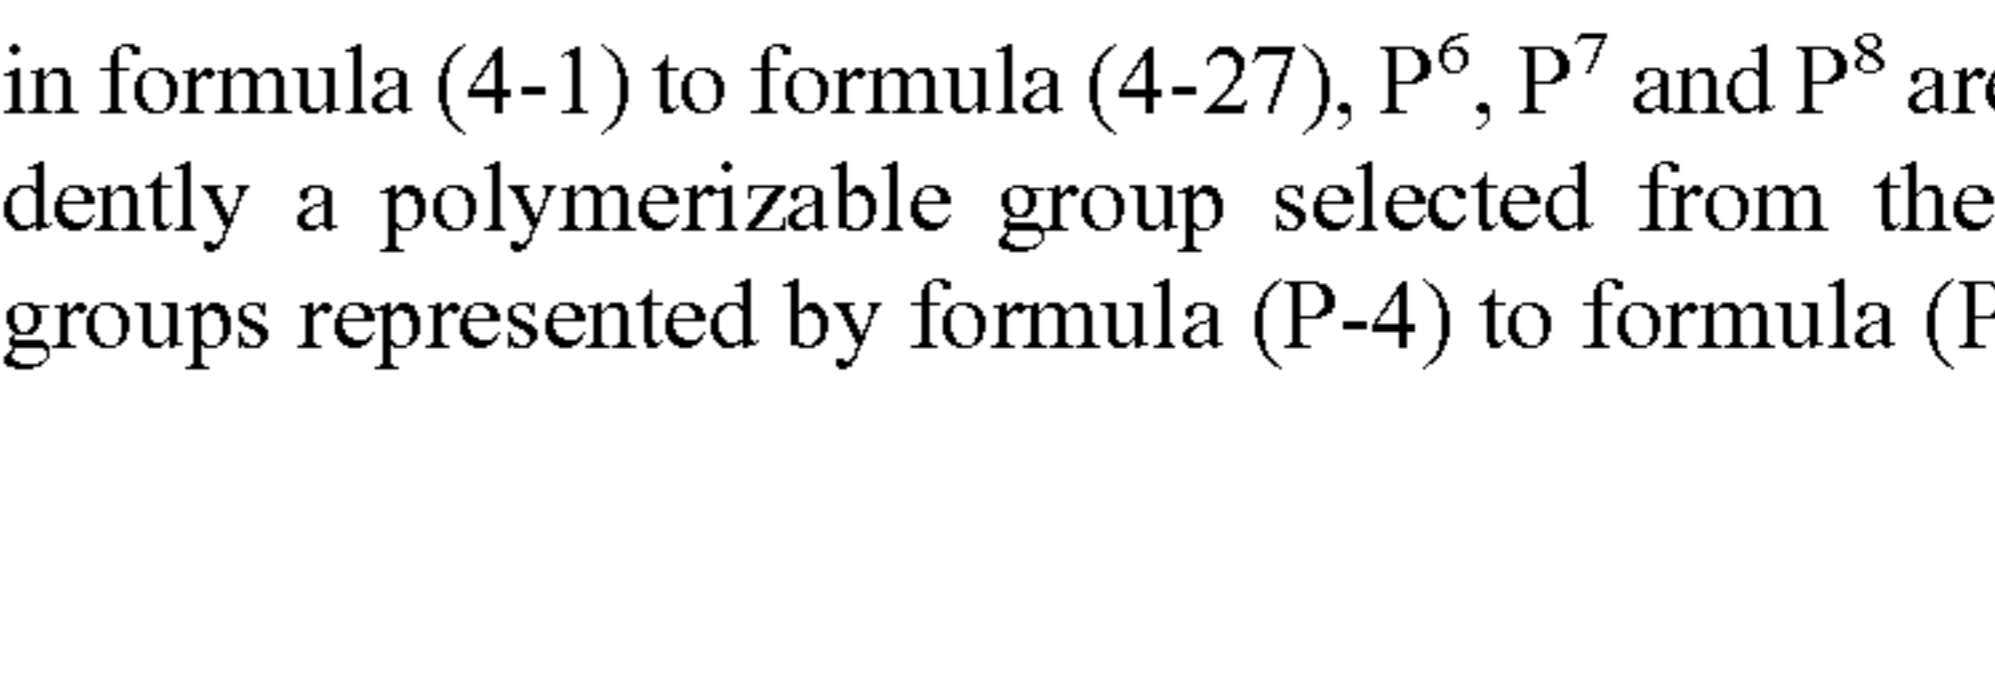 in formula (4-1) to formula (4-27), P⁶, P⁷ and P⁸ are
dently a polymerizable group selected from the
groups represented by formula (P-4) to formula (P